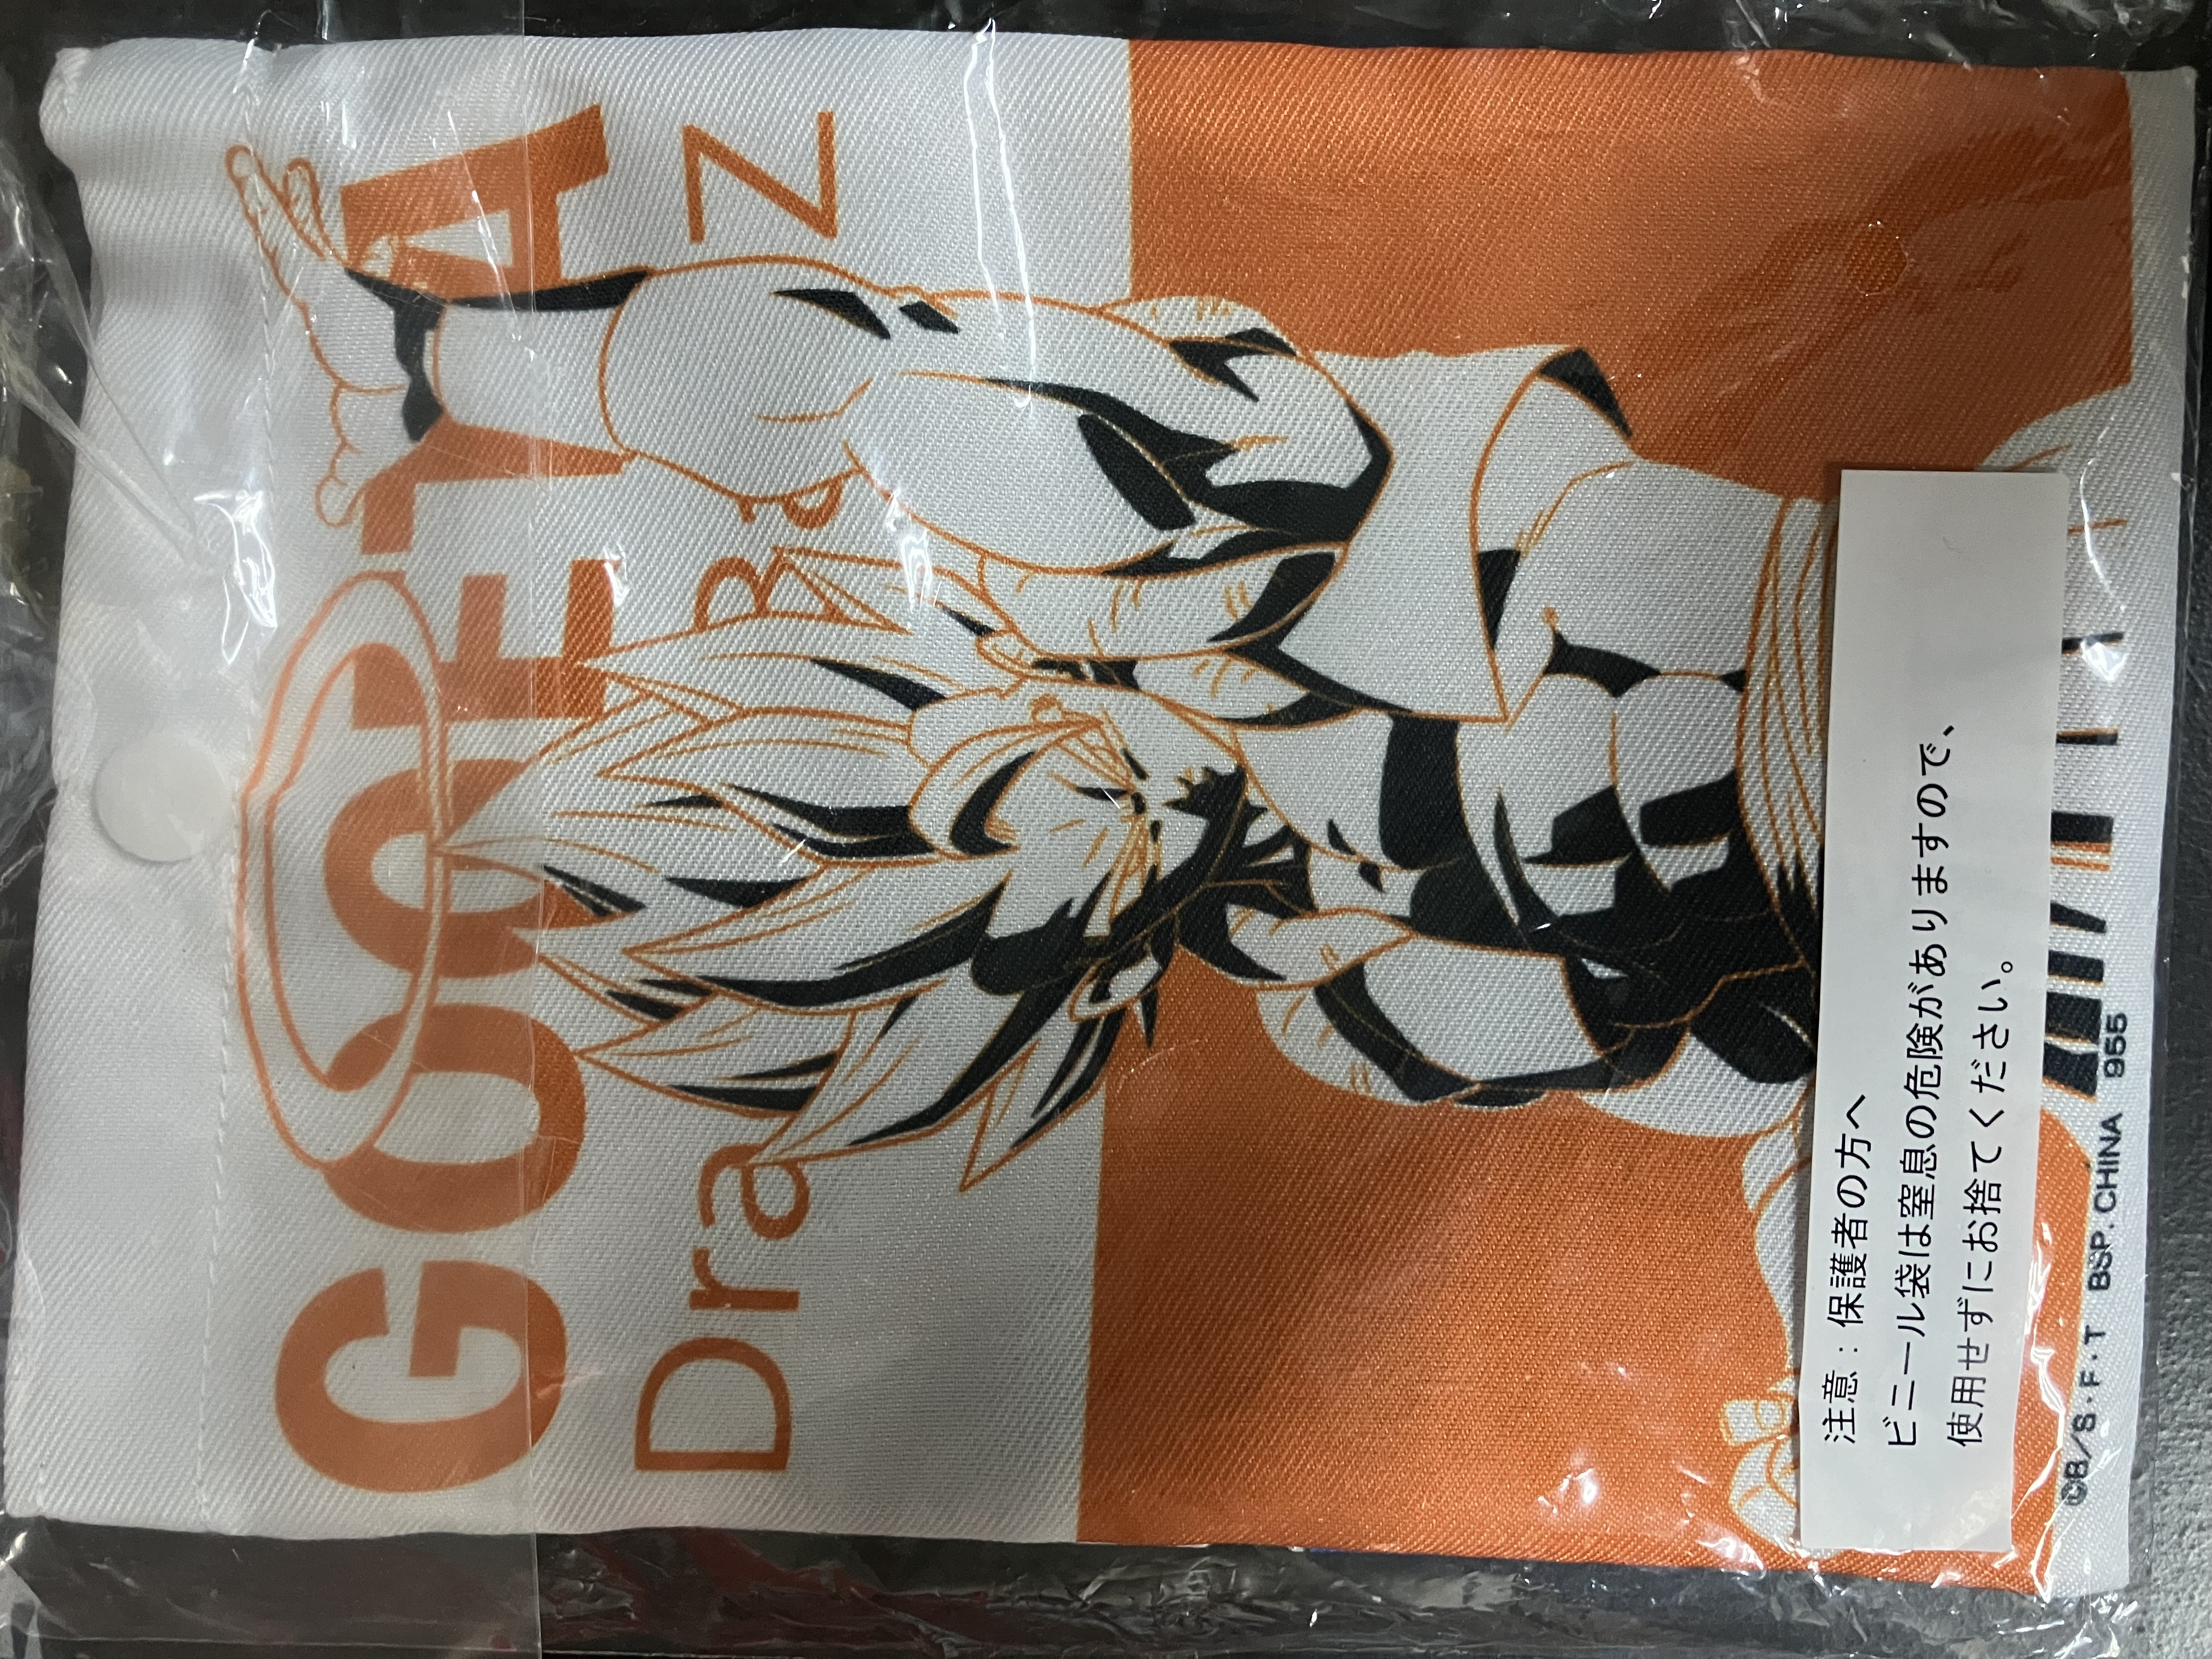 GOGETA
Dra Ba Z
注意：保護者の方へ
ビニール袋は窒息の危険がありますので、
使用せずにお捨てください。
©B/S・F・T BSP. CHINA 955